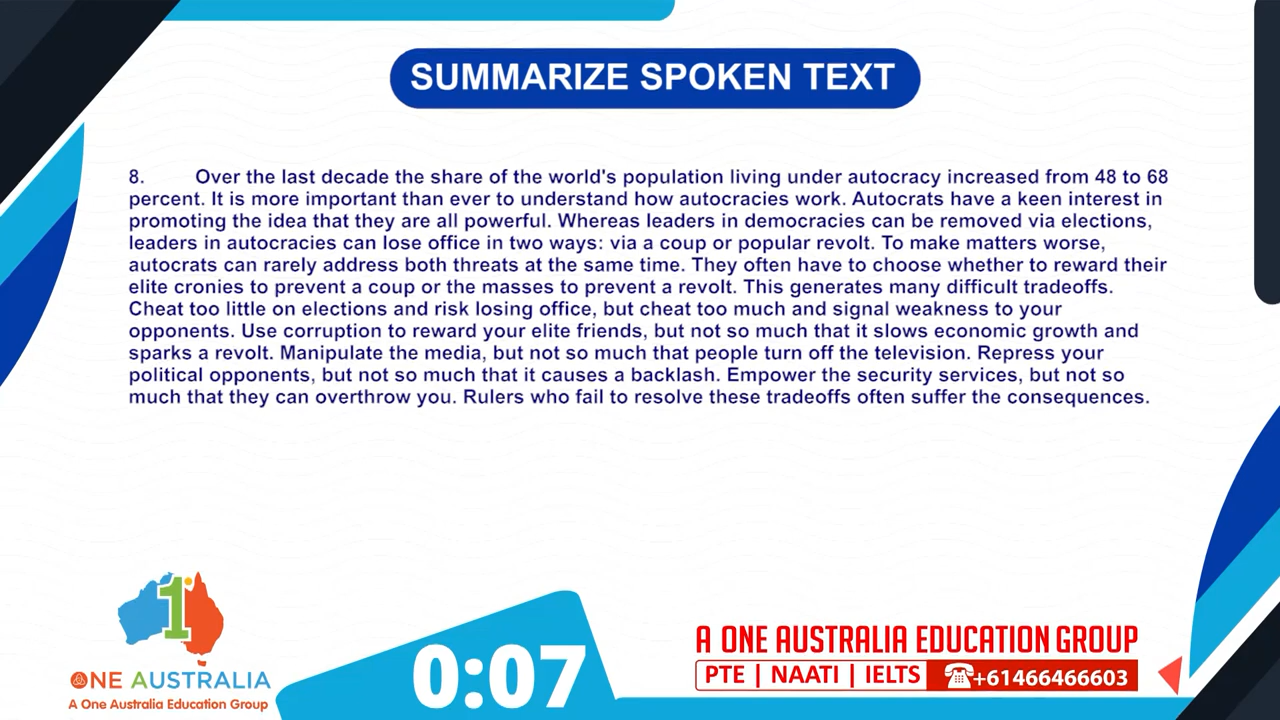 SUMMARIZE SPOKEN TEXT
8. Over the last decade the share of the world's population living under autocracy increased from 48 to 68
percent. It is more important than ever to understand how autocracies work. Autocrats have a keen interest in
promoting the idea that they are all powerful. Whereas leaders in democracies can be removed via elections,
leaders in autocracies can lose office in two ways: via a coup or popular revolt. To make matters worse,
autocrats can rarely address both threats at the same time. They often have to choose whether to reward their
elite cronies to prevent a coup or the masses to prevent a revolt. This generates many difficult tradeoffs.
Cheat too little on elections and risk losing office, but cheat too much and signal weakness to your
opponents. Use corruption to reward your elite friends, but not so much that it slows economic growth and
sparks a revolt. Manipulate the media, but not so much that people turn off the television. Repress your
political opponents, but not so much that it causes a backlash. Empower the security services, but not so
much that they can overthrow you. Rulers who fail to resolve these tradeoffs often suffer the consequences.
1
ONE AUSTRALIA
A One Australia Education Group
0:07
A ONE AUSTRALIA EDUCATION GROUP
PTE | NAATI | IELTS +61466466603